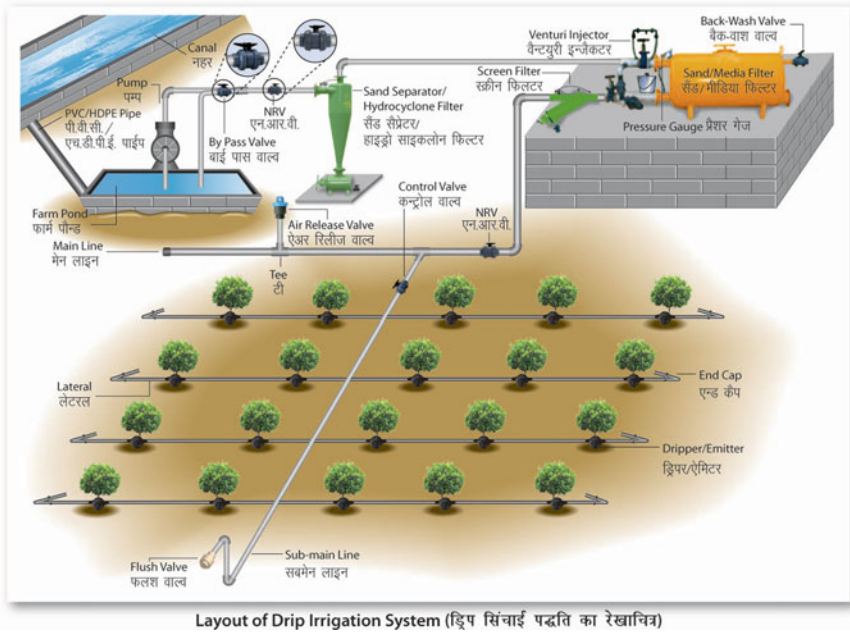 Canal
नहर
Pump
पम्प
PVC/HDPE Pipe
पी.वी.सी./
एच.डी.पी.ई. पाईप
Farm Pond
फार्म पौन्ड
By Pass Valve
बाई पास वाल्व
NRV
एन.आर.वी.
Sand Separator/
Hydrocyclone Filter
सैंड सैप्रेटर/
हाइड्रो साइकलोन फिल्टर
Venturi Injector
वैन्टयुरी इन्जैकटर
Back-Wash Valve
बैक-वाश वाल्व
Screen Filter
स्क्रीन फिलटर
Sand/Media Filter
सैंड/मीडिया फिल्टर
Pressure Gauge प्रैशर गेज
Main Line
मेन लाइन
Air Release Valve
ऐअर रिलीज वाल्व
Tee
टी
Control Valve
कन्ट्रोल वाल्व
NRV
एन.आर.वी.
Lateral
लेटरल
End Cap
एन्ड कैप
Dripper/Emitter
ड्रिपर/ऐमिटर
Flush Valve
फलश वाल्व
Sub-main Line
सबमेन लाइन
Layout of Drip Irrigation System (ड्रिप सिंचाई पद्धति का रेखाचित्र)